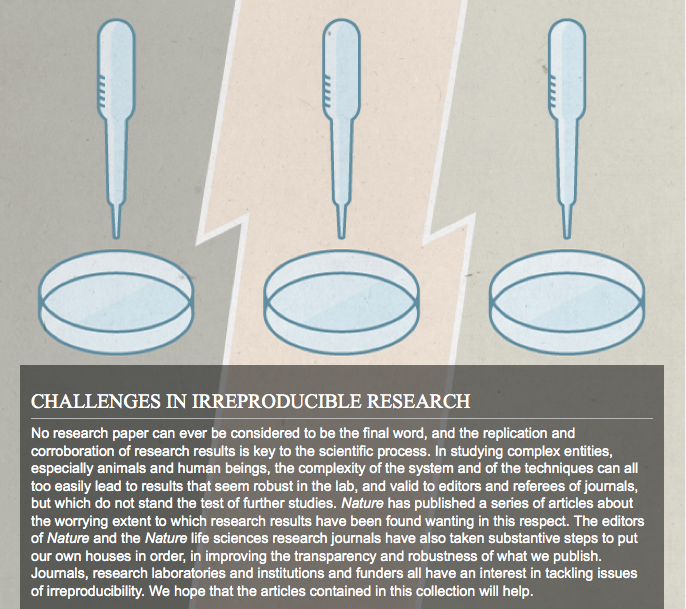 CHALLENGES IN IRREPRODUCIBLE RESEARCH
No research paper can ever be considered to be the final word, and the replication and
corroboration of research results is key to the scientific process. In studying complex entities,
especially animals and human beings, the complexity of the system and of the techniques can all
too easily lead to results that seem robust in the lab, and valid to editors and referees of journals,
but which do not stand the test of further studies. Nature has published a series of articles about
the worrying extent to which research results have been found wanting in this respect. The editors
of Nature and the Nature life sciences research journals have also taken substantive steps to put
our own houses in order, in improving the transparency and robustness of what we publish.
Journals, research laboratories and institutions and funders all have an interest in tackling issues
of irreproducibility. We hope that the articles contained in this collection will help.